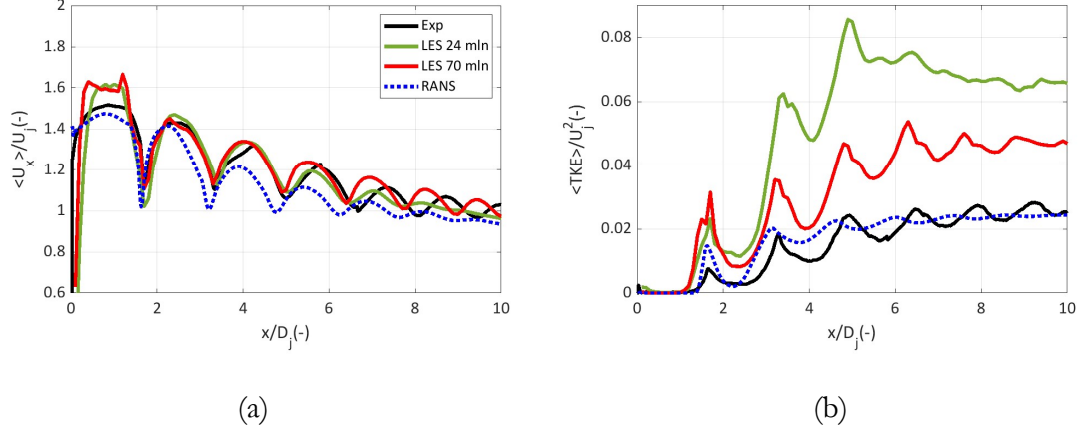 2
1.8
1.6
1.4
1.2
1
0.8
0.6
<U_x>/U_j(-)
0 2 4 6 8 10
x/D_j(-)
Exp
LES 24 mln
LES 70 mln
RANS
0.08
0.06
0.04
0.02
0
<TKE>/U_j^2(-)
0 2 4 6 8 10
x/D_j(-)
(a)
(b)